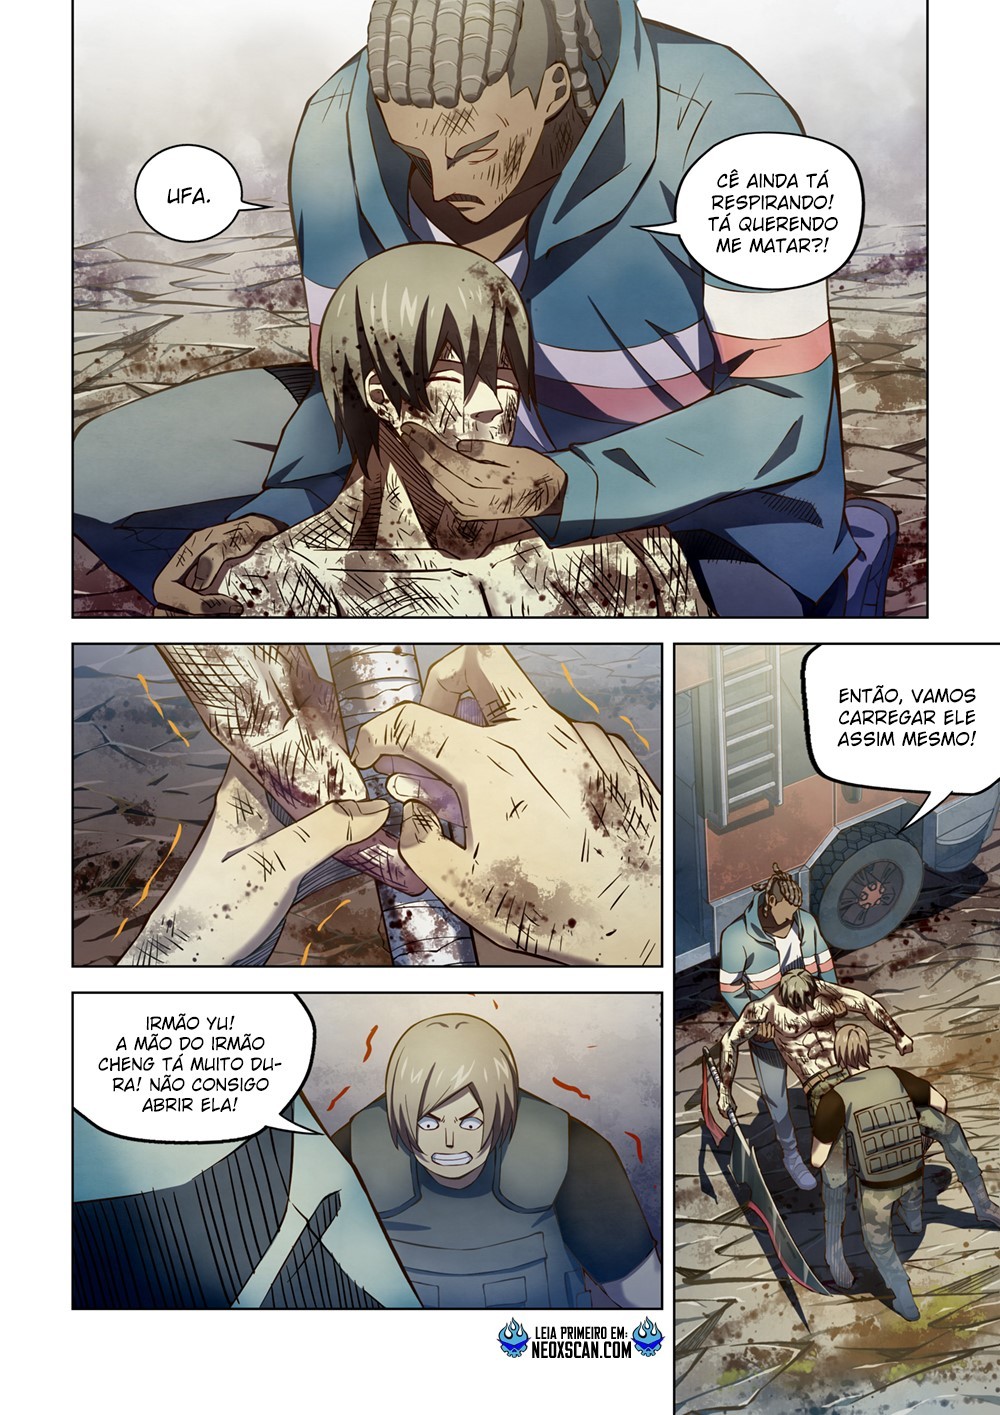 UFA.
CÊ AINDA TÁ
RESPIRANDO!
TÁ QUERENDO
ME MATAR?!
IRMÃO YU!
A MÃO DO IRMÃO
CHENG TÁ MUITO DU-
RA! NÃO CONSIGO
ABRIR ELA!
ENTÃO, VAMOS
CARREGAR ELE
ASSIM MESMO!
LEIA PRIMEIRO EM:
NEOXSCAN.COM